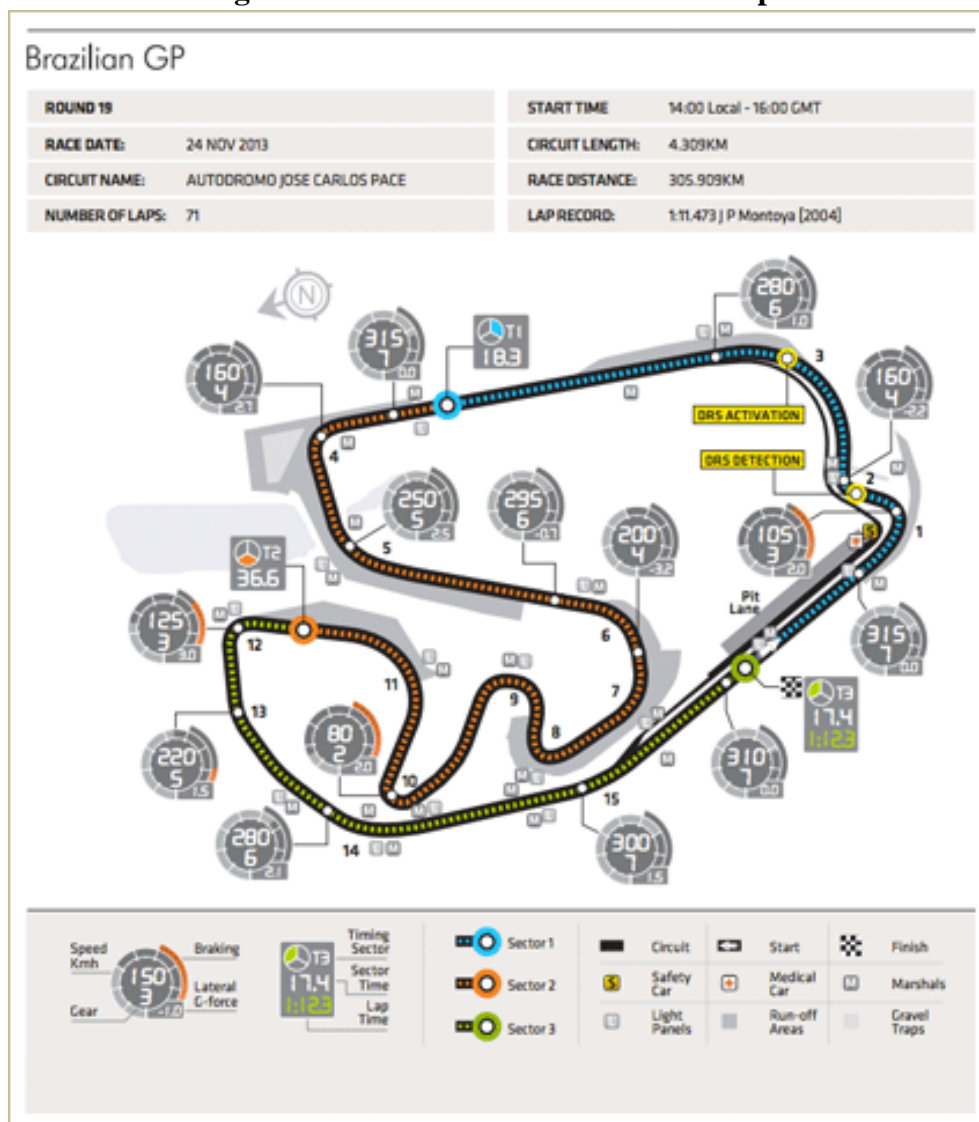 Brazilian GP
ROUND 19
RACE DATE: 24 NOV 2013
CIRCUIT NAME: AUTODROMO JOSE CARLOS PACE
NUMBER OF LAPS: 71
START TIME 14:00 Local - 16:00 GMT
CIRCUIT LENGTH: 4.309KM
RACE DISTANCE: 305.909KM
LAP RECORD: 1:11.473 J P Montoya [2004]
N
280
6
1.0
315
7
0.0
T1
18.3
3
160
4
2.7
160
4
-2.2
DRS ACTIVATION
4
DRS DETECTION
2
250
5
2.5
295
6
-0.7
200
4
-3.2
105
3
2.0
S
1
5
T2
36.6
Pit
Lane
125
3
3.0
12
6
315
7
0.0
11
9
7
T3
17.4
1:12.3
13
80
2
2.0
8
220
5
1.5
10
310
7
0.0
15
280
6
2.1
14
300
7
1.5
Speed
Kmh
Braking
150
3
-1.0
Gear
Lateral
G-force
Timing
Sector
T3
17.4
1:12.3
Sector
Time
Lap
Time
Sector 1
Sector 2
Sector 3
Circuit
Start
Finish
S
Safety
Car
Medical
Car
M
Marshals
Light
Panels
Run-off
Areas
Gravel
Traps